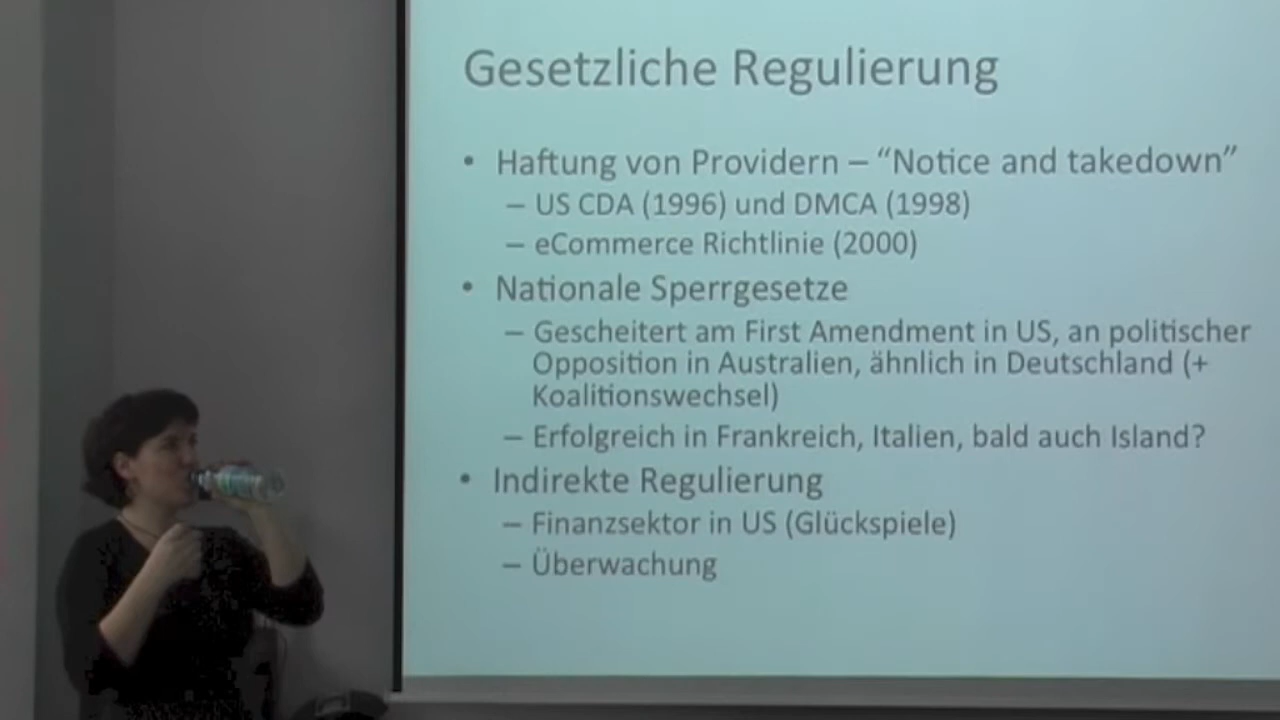 Gesetzliche Regulierung
• Haftung von Providern – “Notice and takedown”
– US CDA (1996) und DMCA (1998)
– eCommerce Richtlinie (2000)
• Nationale Sperrgesetze
– Gescheitert am First Amendment in US, an politischer
Opposition in Australien, ähnlich in Deutschland (+
Koalitionswechsel)
– Erfolgreich in Frankreich, Italien, bald auch Island?
• Indirekte Regulierung
– Finanzsektor in US (Glückspiele)
– Überwachung